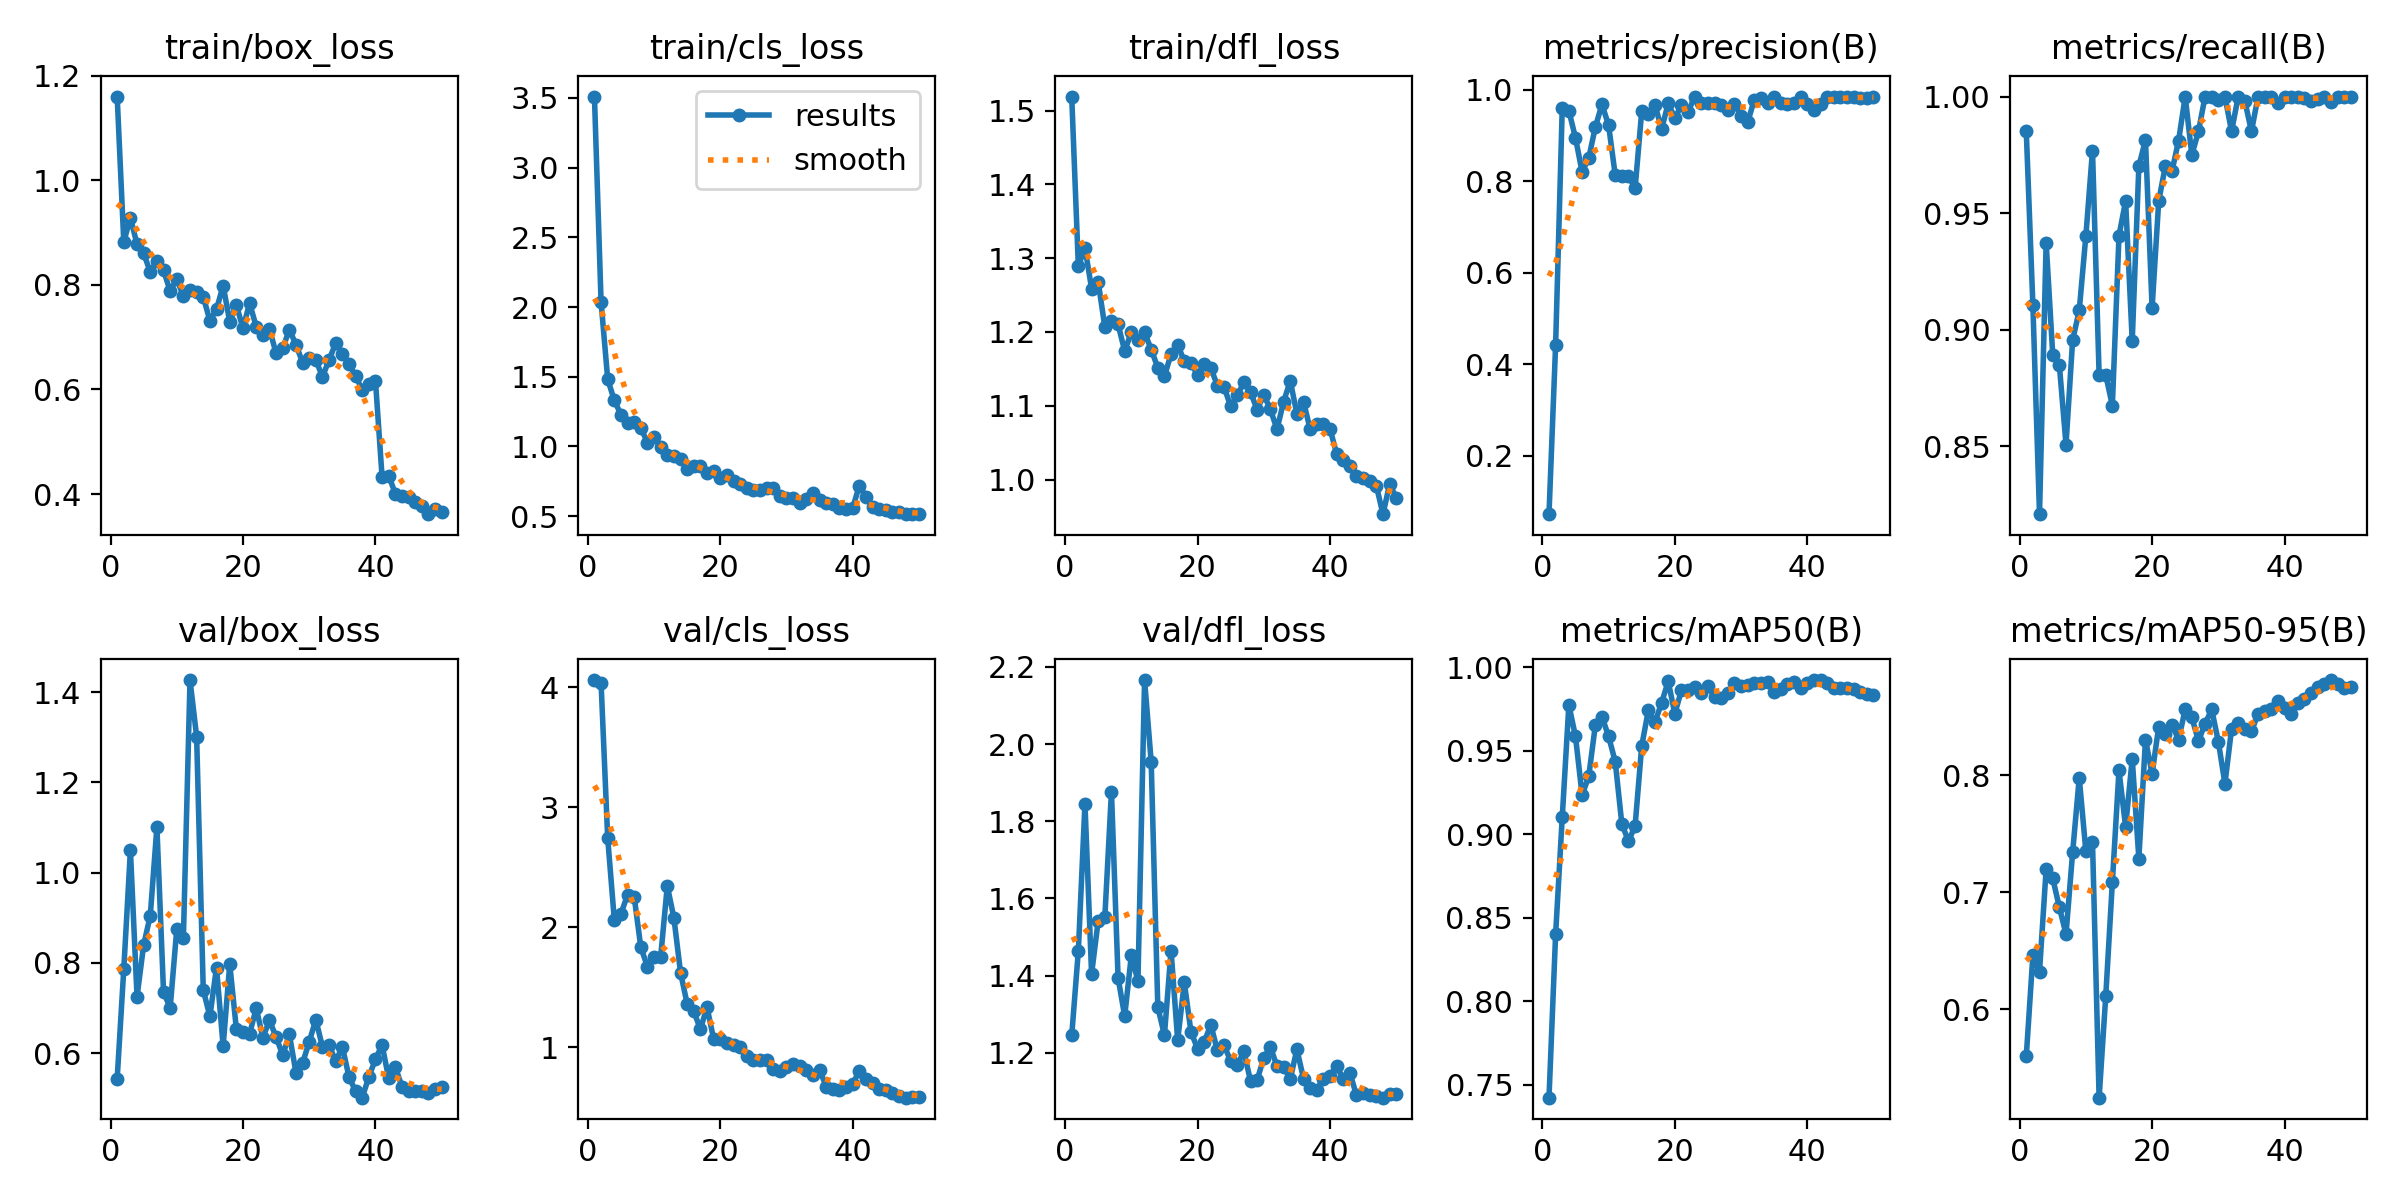 train/box_loss
1.2
1.0
0.8
0.6
0.4
0 20 40
train/cls_loss
results
smooth
3.5
3.0
2.5
2.0
1.5
1.0
0.5
0 20 40
train/dfl_loss
1.5
1.4
1.3
1.2
1.1
1.0
0 20 40
metrics/precision(B)
1.0
0.8
0.6
0.4
0.2
0 20 40
metrics/recall(B)
1.00
0.95
0.90
0.85
0 20 40
val/box_loss
1.4
1.2
1.0
0.8
0.6
0 20 40
val/cls_loss
4
3
2
1
0 20 40
val/dfl_loss
2.2
2.0
1.8
1.6
1.4
1.2
0 20 40
metrics/mAP50(B)
1.00
0.95
0.90
0.85
0.80
0.75
0 20 40
metrics/mAP50-95(B)
0.8
0.7
0.6
0 20 40